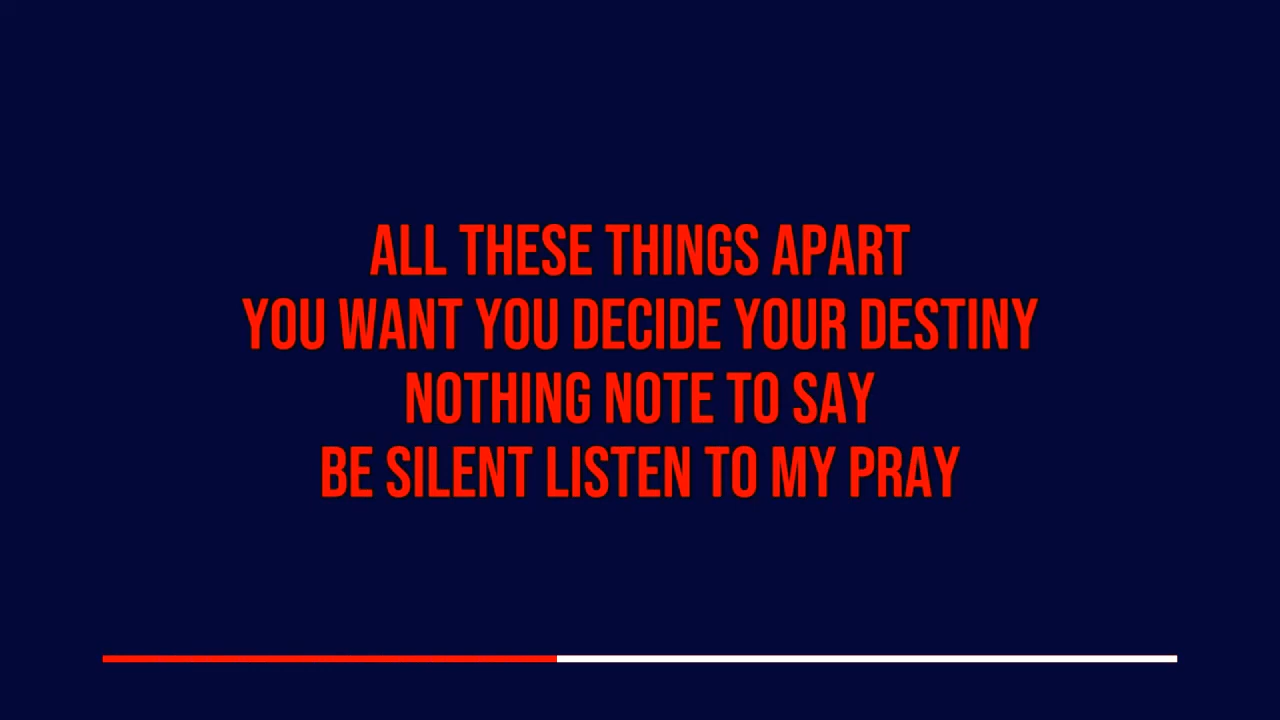 ALL THESE THINGS APART
YOU WANT YOU DECIDE YOUR DESTINY
NOTHING NOTE TO SAY
BE SILENT LISTEN TO MY PRAY